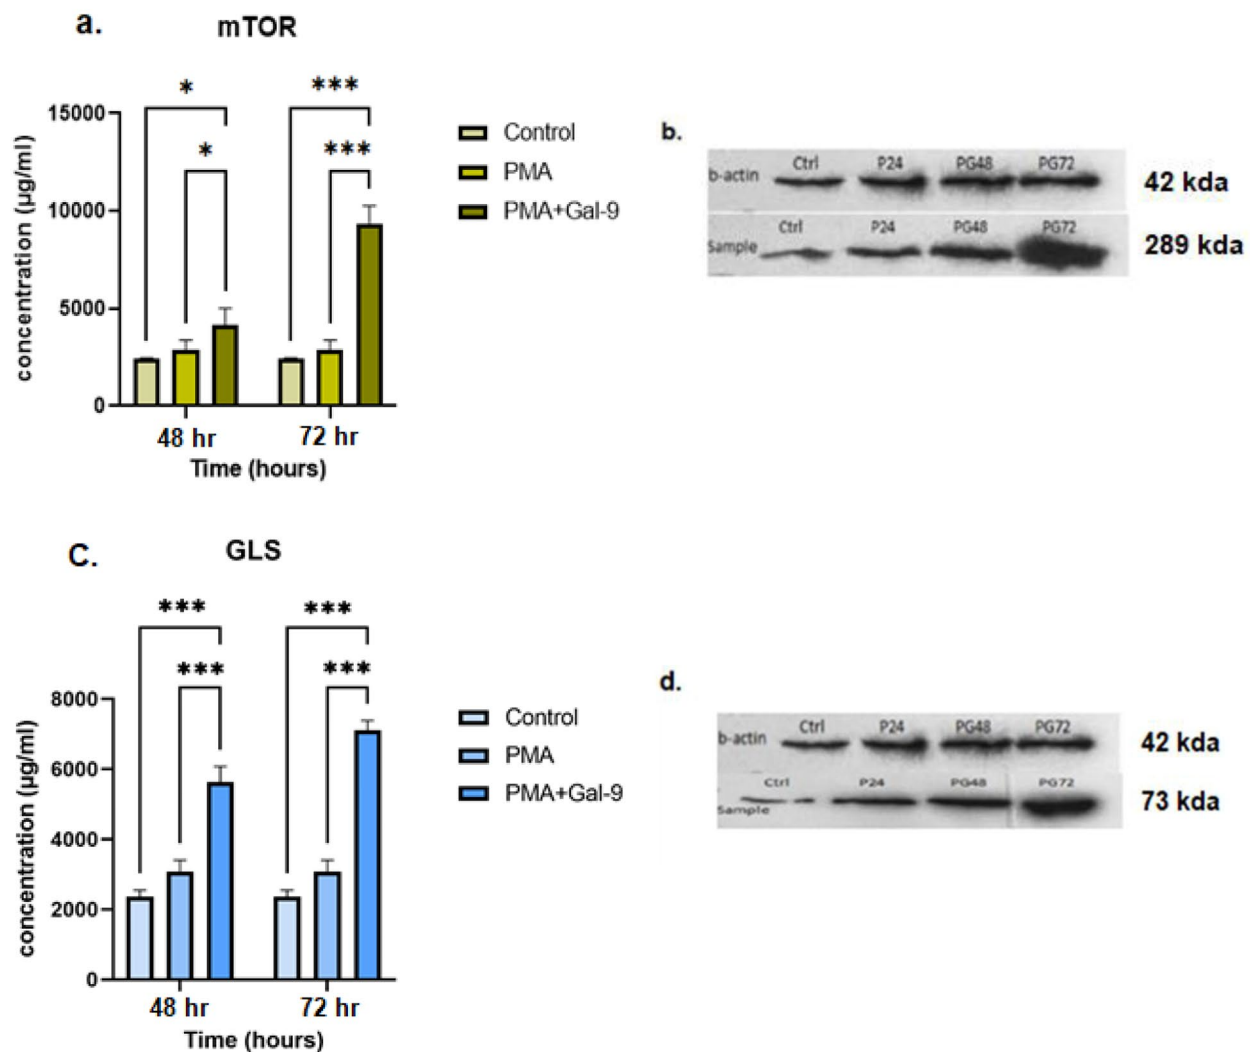 a.
mTOR
* ***
* ***
15000
10000
5000
0
concentration (µg/ml)
48 hr 72 hr
Time (hours)
Control
PMA
PMA+Gal-9
b.
Ctrl P24 PG48 PG72
b-actin
42 kda
Ctrl P24 PG48 PG72
Sample
289 kda
C.
GLS
*** ***
*** ***
8000
6000
4000
2000
0
concentration (µg/ml)
48 hr 72 hr
Time (hours)
Control
PMA
PMA+Gal-9
d.
Ctrl P24 PG48 PG72
b-actin
42 kda
Ctrl P24 PG48 PG72
Sample
73 kda